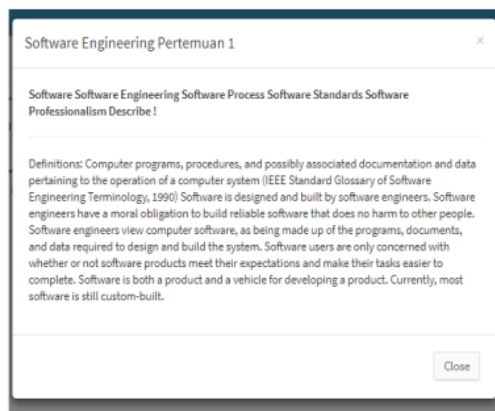 Software Engineering Pertemuan 1
×
Software Software Engineering Software Process Software Standards Software
Professionalism Describe !
Definitions: Computer programs, procedures, and possibly associated documentation and data
pertaining to the operation of a computer system (IEEE Standard Glossary of Software
Engineering Terminology, 1990) Software is designed and built by software engineers. Software
engineers have a moral obligation to build reliable software that does no harm to other people.
Software engineers view computer software, as being made up of the programs, documents,
and data required to design and build the system. Software users are only concerned with
whether or not software products meet their expectations and make their tasks easier to
complete. Software is both a product and a vehicle for developing a product. Currently, most
software is still custom-built.
Close